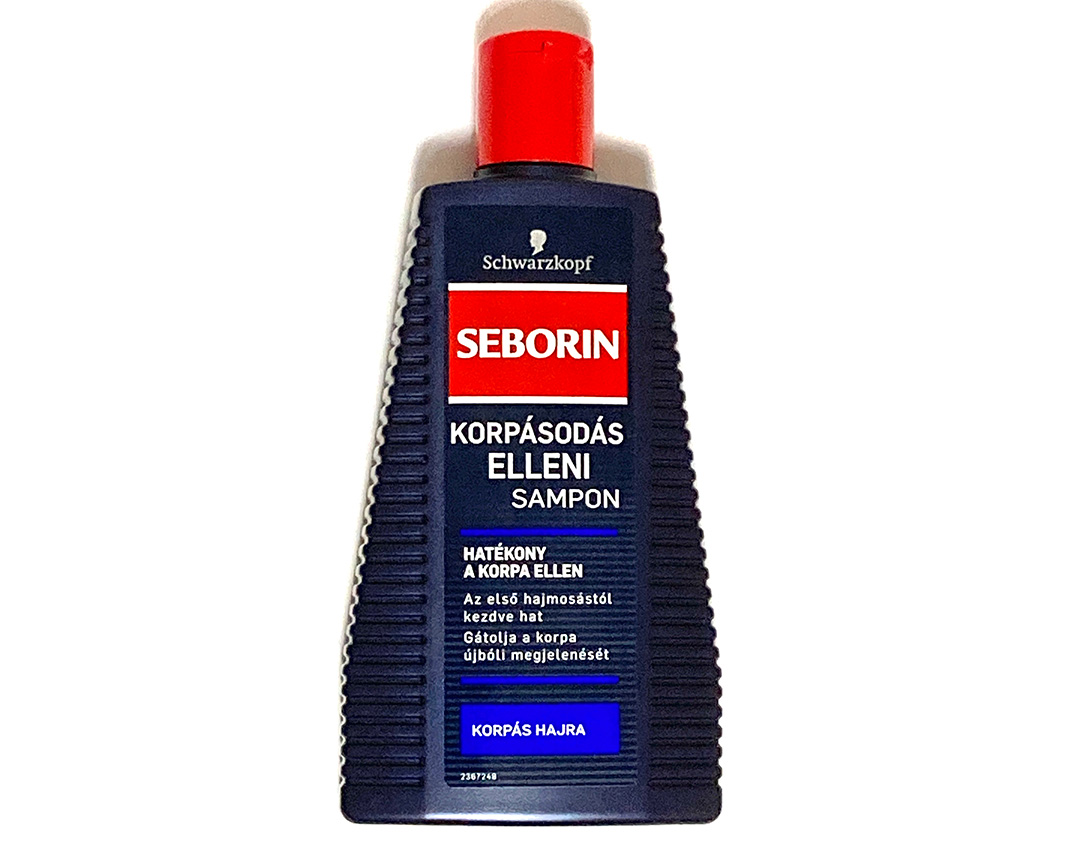 Schwarzkopf
SEBORIN
KORPÁSODÁS
ELLENI
SAMPON
HATÉKONY
A KORPA ELLEN
Az első hajmosástól
kezdve hat
Gátolja a korpa
újbóli megjelenését
KORPÁS HAJRA
2367248